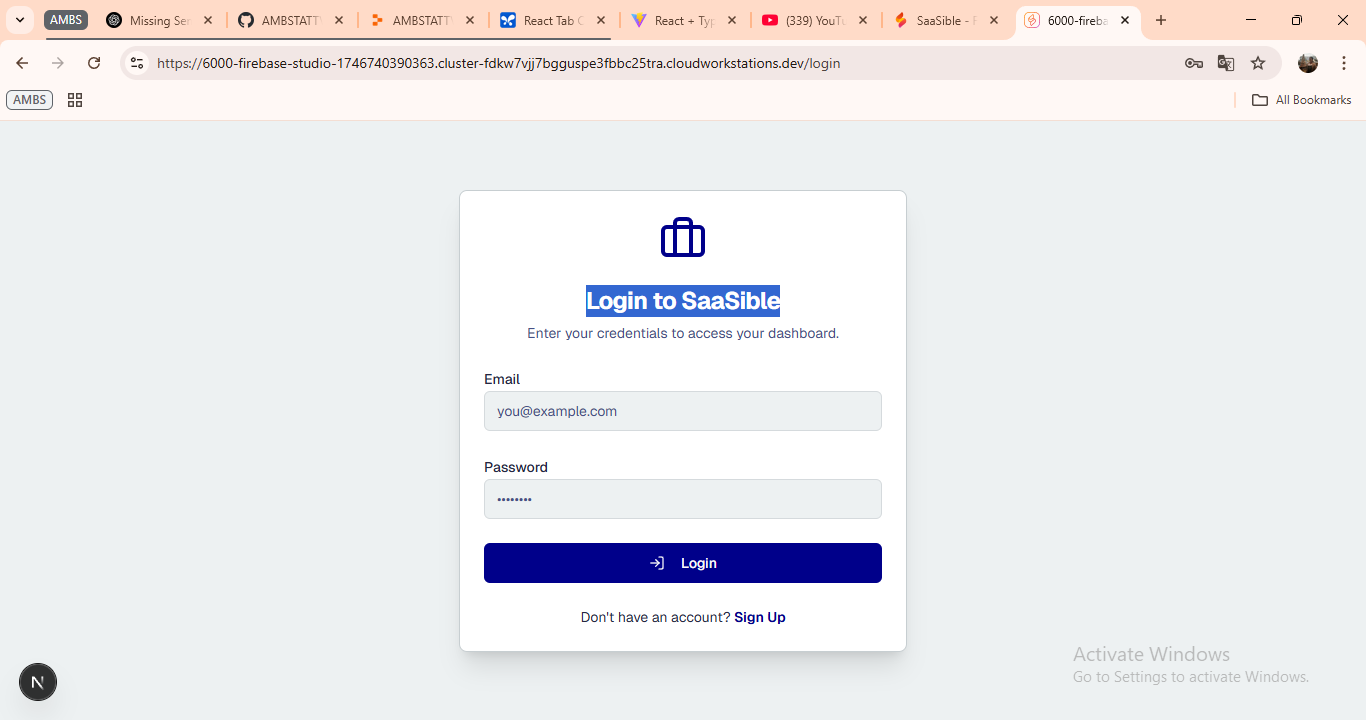 AMBS
Missing Ser
AMBSTATT
AMBSTATT
React Tab C
React + Typ
(339) YouTu
SaaSible - F
6000-fireba
https://6000-firebase-studio-1746740390363.cluster-fdkw7vjj7bgguspe3fbbc25tra.cloudworkstations.dev/login
AMBS
All Bookmarks
Login to SaaSible
Enter your credentials to access your dashboard.
Email
you@example.com
Password
••••••••
Login
Don't have an account? Sign Up
Activate Windows
Go to Settings to activate Windows.
N